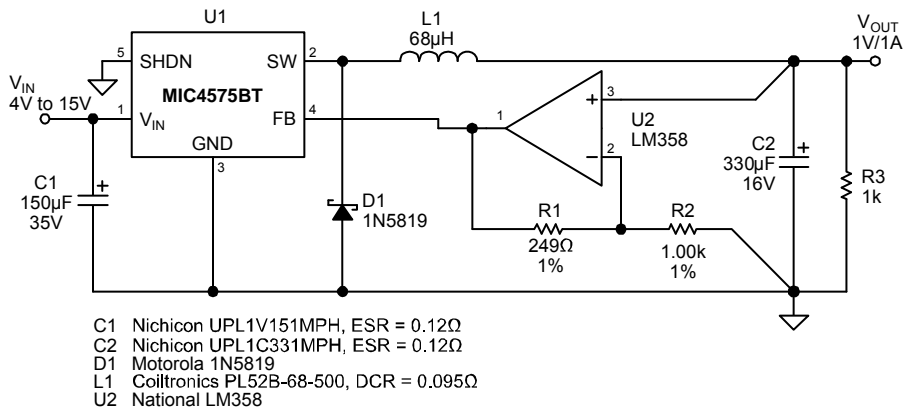 U1
L1
68µH
VOUT
1V/1A
5
SHDN
SW
2
VIN
4V to 15V
MIC4575BT
1
VIN
FB
4
GND
3
1
+
3
U2
LM358
–
2
C1
150µF
35V
+
D1
1N5819
R1
249Ω
1%
R2
1.00k
1%
C2
330µF
16V
+
R3
1k
C1 Nichicon UPL1V151MPH, ESR = 0.12Ω
C2 Nichicon UPL1C331MPH, ESR = 0.12Ω
D1 Motorola 1N5819
L1 Coiltronics PL52B-68-500, DCR = 0.095Ω
U2 National LM358